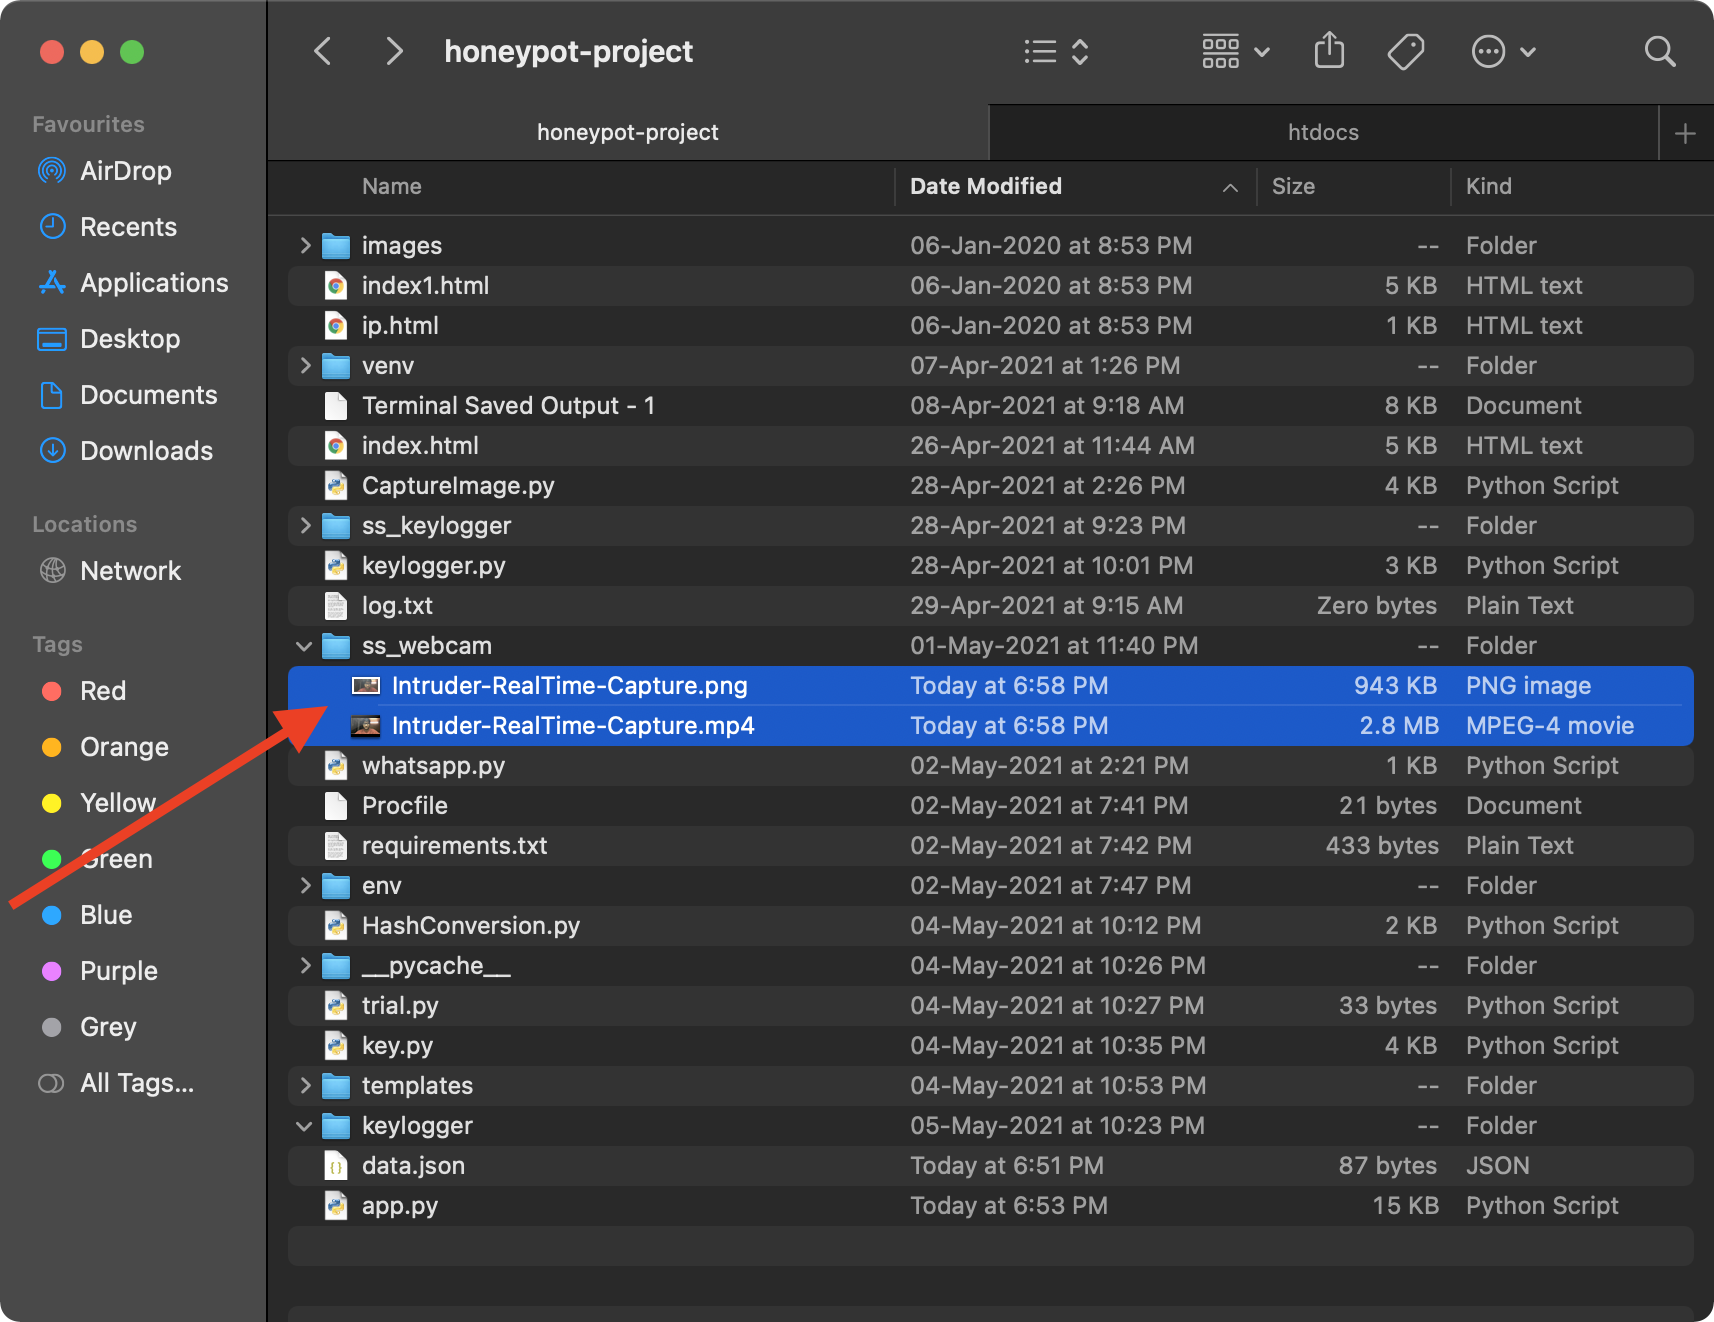 honeypot-project
honeypot-project
htdocs
Favourites
AirDrop
Recents
Applications
Desktop
Documents
Downloads
Locations
Network
Tags
Red
Orange
Yellow
Green
Blue
Purple
Grey
All Tags...
Name Date Modified Size Kind
images 06-Jan-2020 at 8:53 PM -- Folder
index1.html 06-Jan-2020 at 8:53 PM 5 KB HTML text
ip.html 06-Jan-2020 at 8:53 PM 1 KB HTML text
venv 07-Apr-2021 at 1:26 PM -- Folder
Terminal Saved Output - 1 08-Apr-2021 at 9:18 AM 8 KB Document
index.html 26-Apr-2021 at 11:44 AM 5 KB HTML text
CaptureImage.py 28-Apr-2021 at 2:26 PM 4 KB Python Script
ss_keylogger 28-Apr-2021 at 9:23 PM -- Folder
keylogger.py 28-Apr-2021 at 10:01 PM 3 KB Python Script
log.txt 29-Apr-2021 at 9:15 AM Zero bytes Plain Text
ss_webcam 01-May-2021 at 11:40 PM -- Folder
Intruder-RealTime-Capture.png Today at 6:58 PM 943 KB PNG image
Intruder-RealTime-Capture.mp4 Today at 6:58 PM 2.8 MB MPEG-4 movie
whatsapp.py 02-May-2021 at 2:21 PM 1 KB Python Script
Procfile 02-May-2021 at 7:41 PM 21 bytes Document
requirements.txt 02-May-2021 at 7:42 PM 433 bytes Plain Text
env 02-May-2021 at 7:47 PM -- Folder
HashConversion.py 04-May-2021 at 10:12 PM 2 KB Python Script
__pycache__ 04-May-2021 at 10:26 PM -- Folder
trial.py 04-May-2021 at 10:27 PM 33 bytes Python Script
key.py 04-May-2021 at 10:35 PM 4 KB Python Script
templates 04-May-2021 at 10:53 PM -- Folder
keylogger 05-May-2021 at 10:23 PM -- Folder
data.json Today at 6:51 PM 87 bytes JSON
app.py Today at 6:53 PM 15 KB Python Script